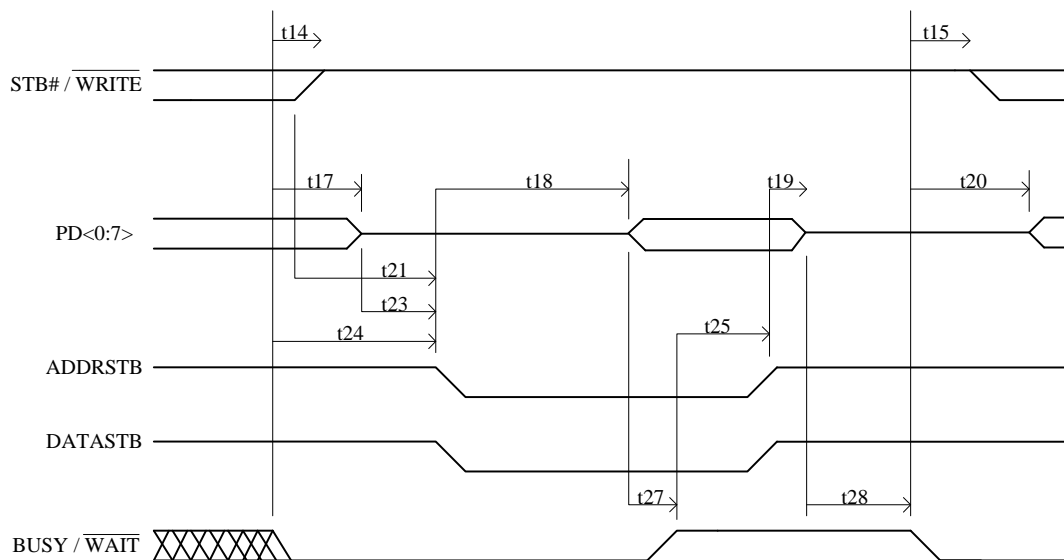 t14
t15
STB# / WRITE
t17
t18
t19
t20
PD<0:7>
t21
t23
t25
t24
ADDRSTB
DATASTB
t27
t28
BUSY / WAIT